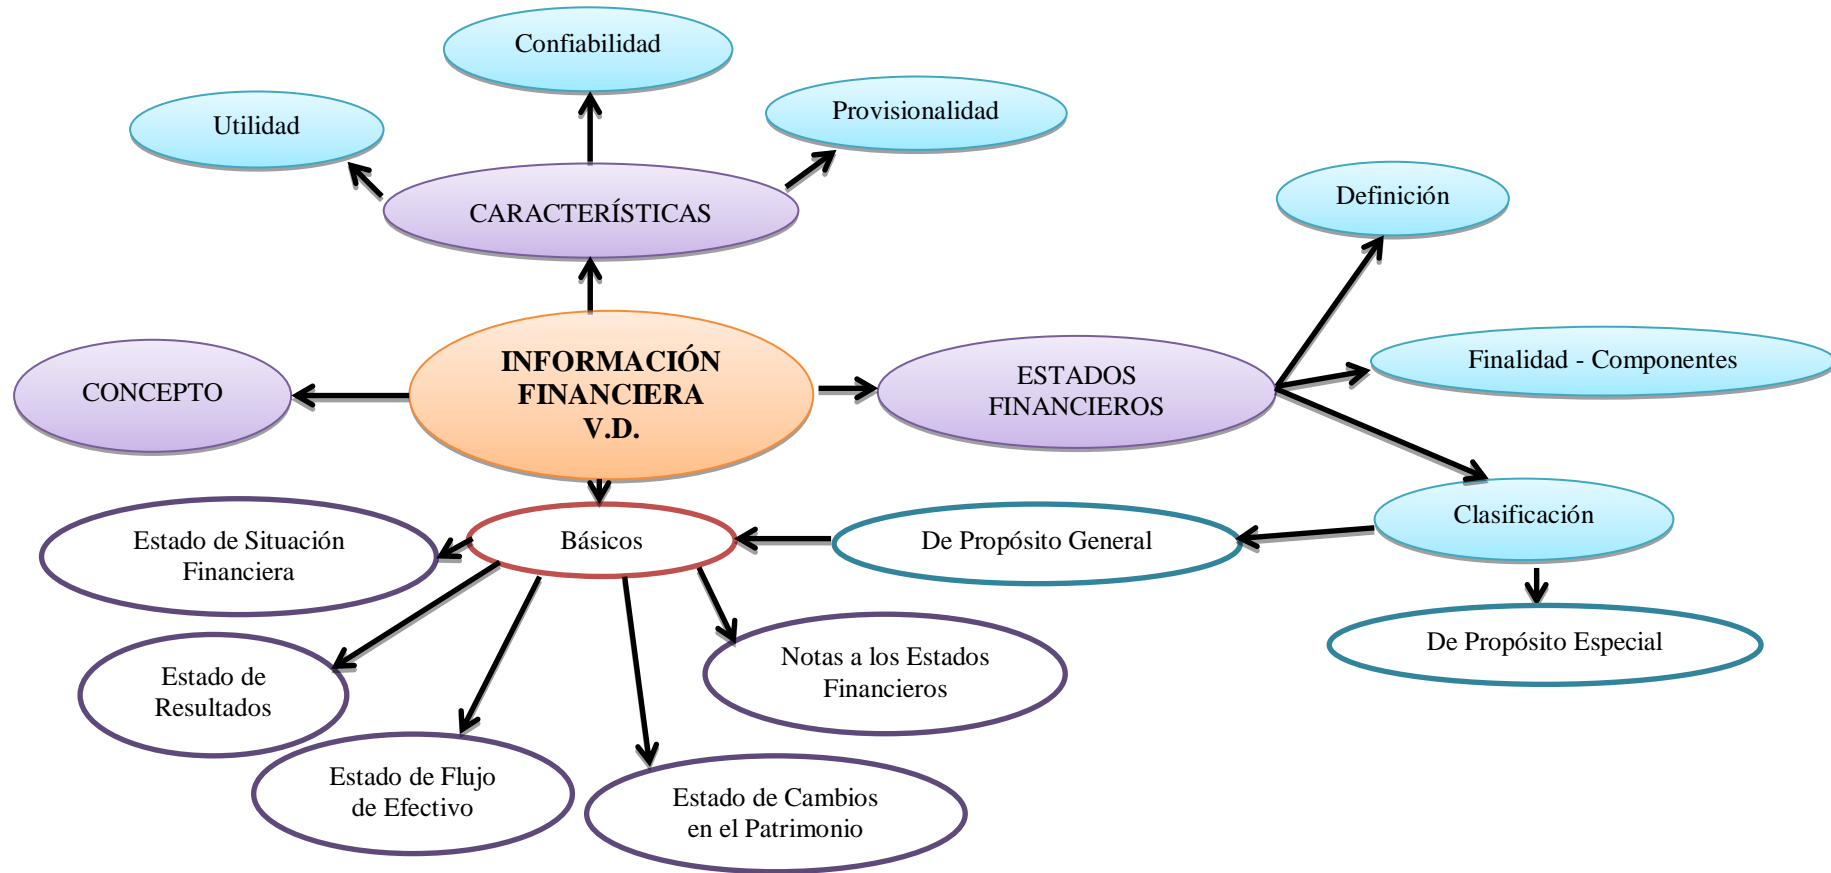 Confiabilidad
Utilidad
Provisionalidad
CARACTERÍSTICAS
Definición
INFORMACIÓN
FINANCIERA
V.D.
CONCEPTO
ESTADOS
FINANCIEROS
Finalidad - Componentes
Clasificación
De Propósito General
Básicos
Estado de Situación
Financiera
De Propósito Especial
Notas a los Estados
Financieros
Estado de
Resultados
Estado de Flujo
de Efectivo
Estado de Cambios
en el Patrimonio